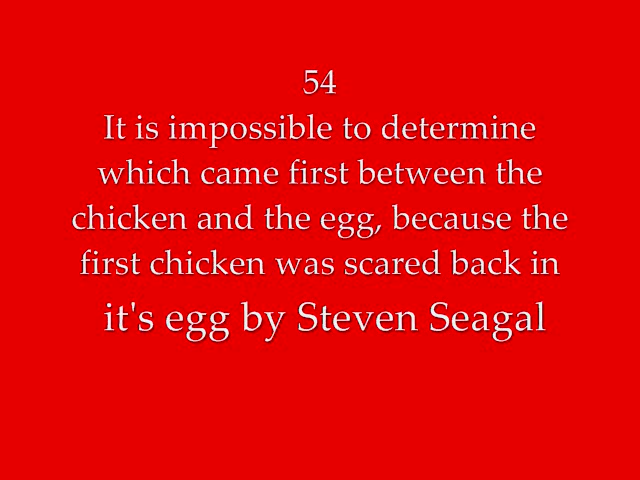 54
It is impossible to determine
which came first between the
chicken and the egg, because the
first chicken was scared back in
it's egg by Steven Seagal